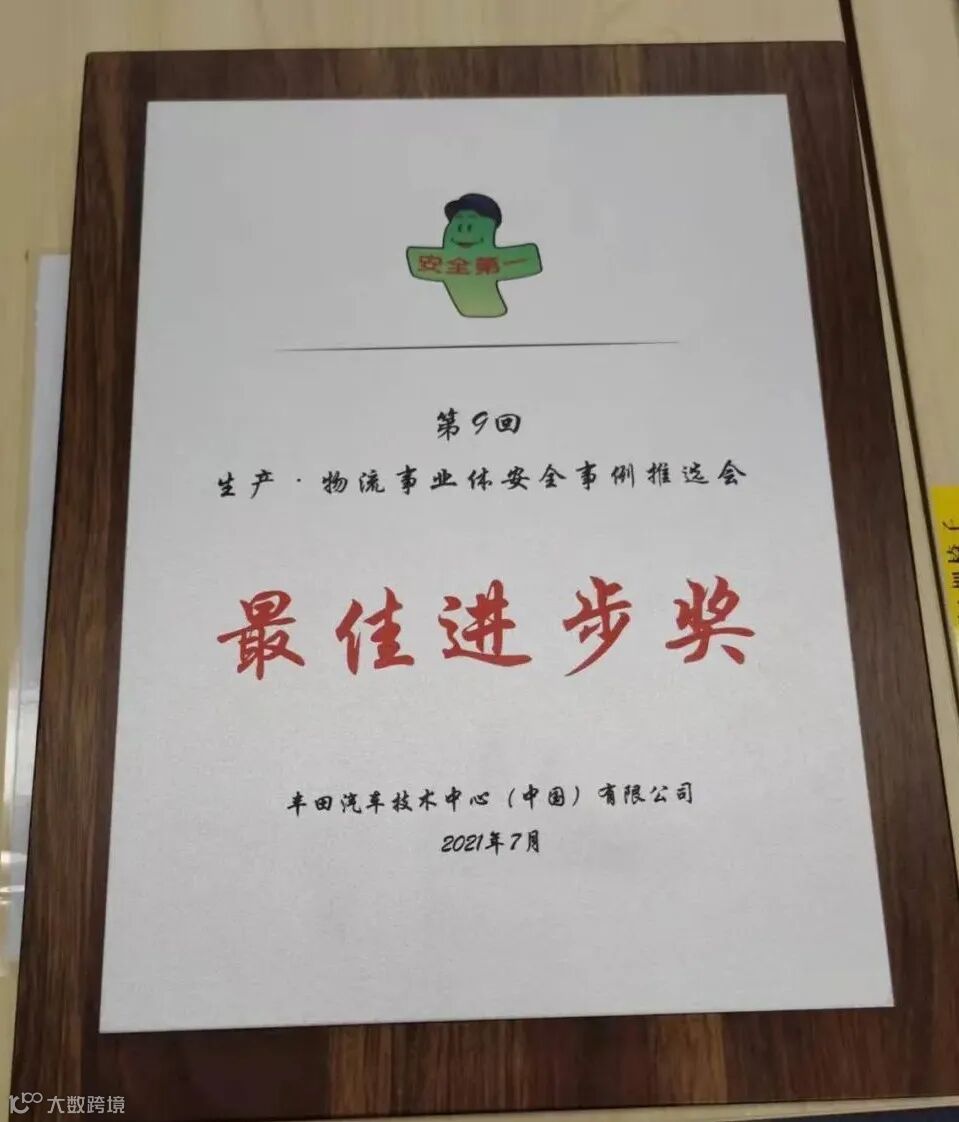 安全第一
第9回
生产·物流事业体安全事例推选会
最佳进步奖
丰田汽车技术中心（中国）有限公司
2021年7月
大数跨境